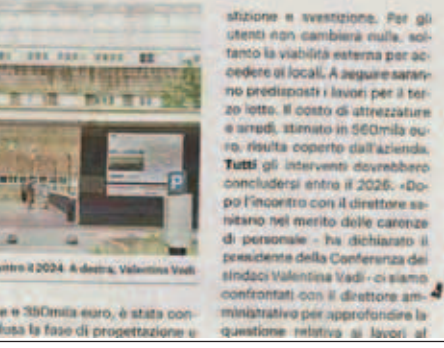 P
entro il 2024. A destra, Valentina Vadi
e e 350mila euro, è stata con-
lusa la fase di progettazione e
stizione e svestizione. Per gli
utenti non cambierà nulla, sol-
tanto la viabilità esterna per ac-
cedere ai locali. A seguire saran-
no predisposti i lavori per il ter-
zo lotto. Il costo di attrezzature
e arredi, stimato in 560mila eu-
ro, risulta coperto dall'azienda.
Tutti gli interventi dovrebbero
concludersi entro il 2026. «Do-
po l'incontro con il direttore sa-
nitario nel merito delle carenze
di personale - ha dichiarato il
presidente della Conferenza dei
sindaci Valentina Vadi - ci siamo
confrontati con il direttore am-
ministrativo per approfondire la
questione relativa ai lavori al